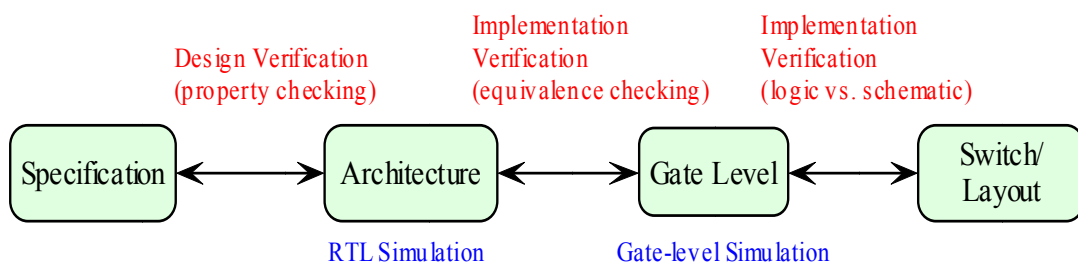 Design Verification
(property checking)
Implementation
Verification
(equivalence checking)
Implementation
Verification
(logic vs. schematic)
Specification
Architecture
Gate Level
Switch/
Layout
RTL Simulation
Gate-level Simulation